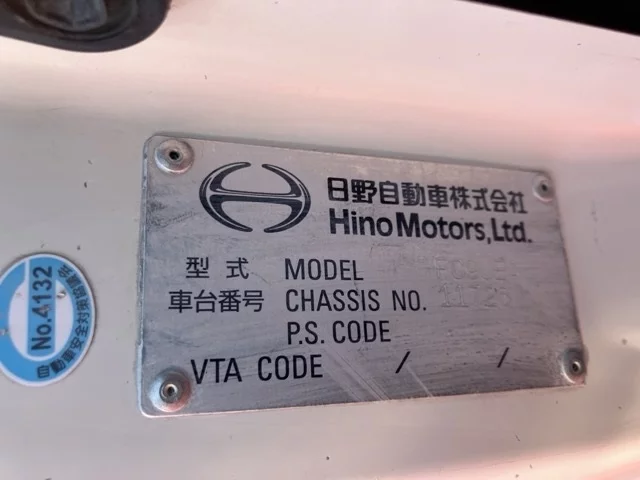 日野自動車株式会社
Hino Motors, Ltd.
型式 MODEL
車台番号 CHASSIS NO.
P.S. CODE
VTA CODE / /
No.4132